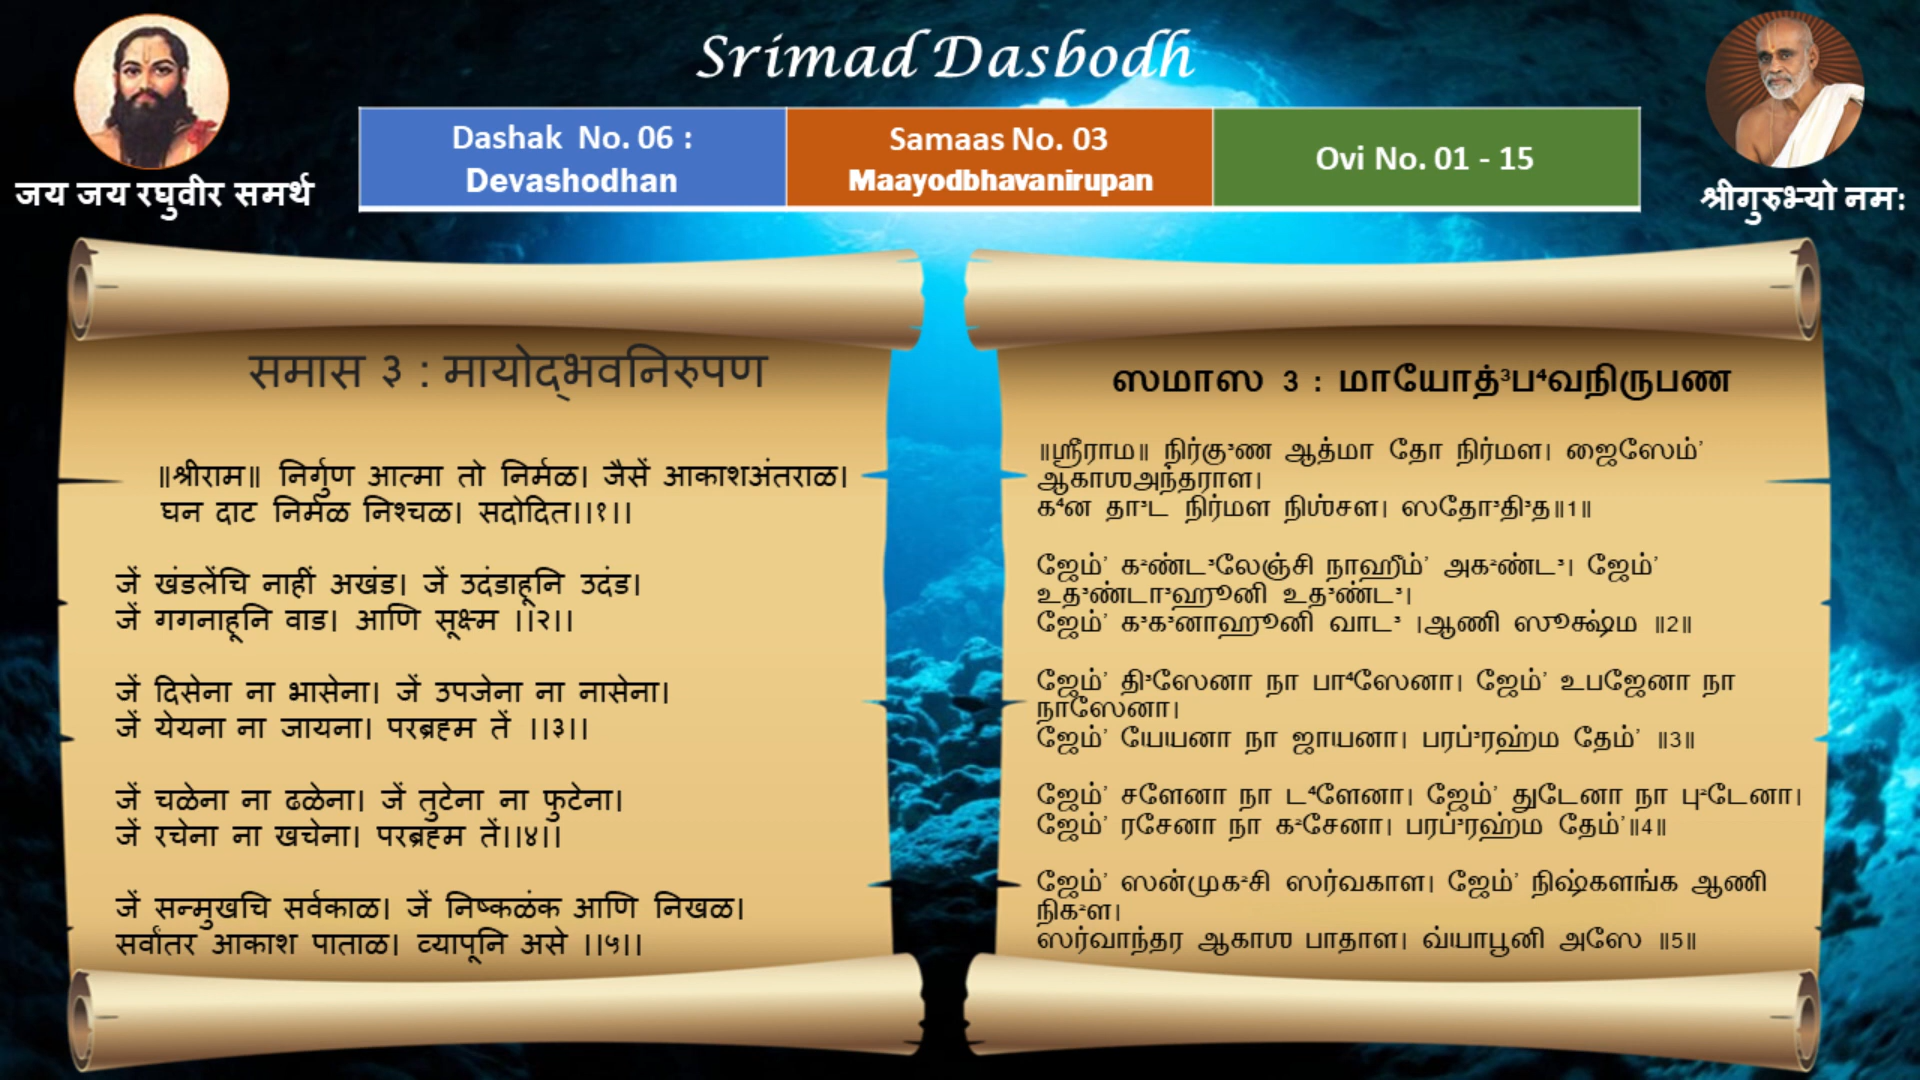 Srimad Dasbodh
Dashak No. 06 :
Devashodhan
Samaas No. 03
Maayodbhavanirupan
Ovi No. 01 - 15
जय जय रघुवीर समर्थ
श्रीगुरुभ्यो नमः
समास ३ : मायोद्‌भवनिरुपण
॥श्रीराम॥ निर्गुण आत्मा तो निर्मळ। जैसें आकाशअंतराळ।
घन दाट निर्मळ निश्चळ। सदोदित।।१।।
जें खंडलेंचि नाहीं अखंड। जें उदंडाहूनि उदंड।
जें गगनाहूनि वाड। आणि सूक्ष्म ।।२।।
जें दिसेना ना भासेना। जें उपजेना ना नासेना।
जें येयना ना जायना। परब्रह्म तें ।।३।।
जें चळेना ना ढळेना। जें तुटेना ना फुटेना।
जें रचेना ना खचेना। परब्रह्म तें।।४।।
जें सन्मुखचि सर्वकाळ। जें निष्कळंक आणि निखळ।
सर्वांतर आकाश पाताळ। व्यापूनि असे ।।५।।
ஸமாஸ 3 : மாயோத்³ப⁴வநிருபண
॥ஶ்ரீராம॥ நிர்கு³ண ஆத்மா தோ நிர்மள। ஜைஸேம்ʼ
ஆகாஶஅந்தராள।
க⁴ன தா³ட நிர்மள நிஶ்சள। ஸதோ³தி³த॥1॥
ஜேம்ʼ க²ண்ட³லேஞ்சி நாஹீம்ʼ அக²ண்ட³। ஜேம்ʼ
உத³ண்டா³ஹூனி உத³ண்ட³।
ஜேம்ʼ க³க³னாஹூனி வாட³ ।ஆணி ஸூக்ஷ்ம ॥2॥
ஜேம்ʼ தி³ஸேனா நா பா⁴ஸேனா। ஜேம்ʼ உபஜேனா நா
நாஸேனா।
ஜேம்ʼ யேயனா நா ஜாயனா। பரப்³ரஹ்ம தேம்ʼ ॥3॥
ஜேம்ʼ சளேனா நா ட⁴ளேனா। ஜேம்ʼ துடேனா நா பு²டேனா।
ஜேம்ʼ ரசேனா நா க²சேனா। பரப்³ரஹ்ம தேம்ʼ॥4॥
ஜேம்ʼ ஸன்முக²சி ஸர்வகாள। ஜேம்ʼ நிஷ்களங்க ஆணி
நிக²ள।
ஸர்வாந்தர ஆகாஶ பாதாள। வ்யாபூனி அஸே ॥5॥